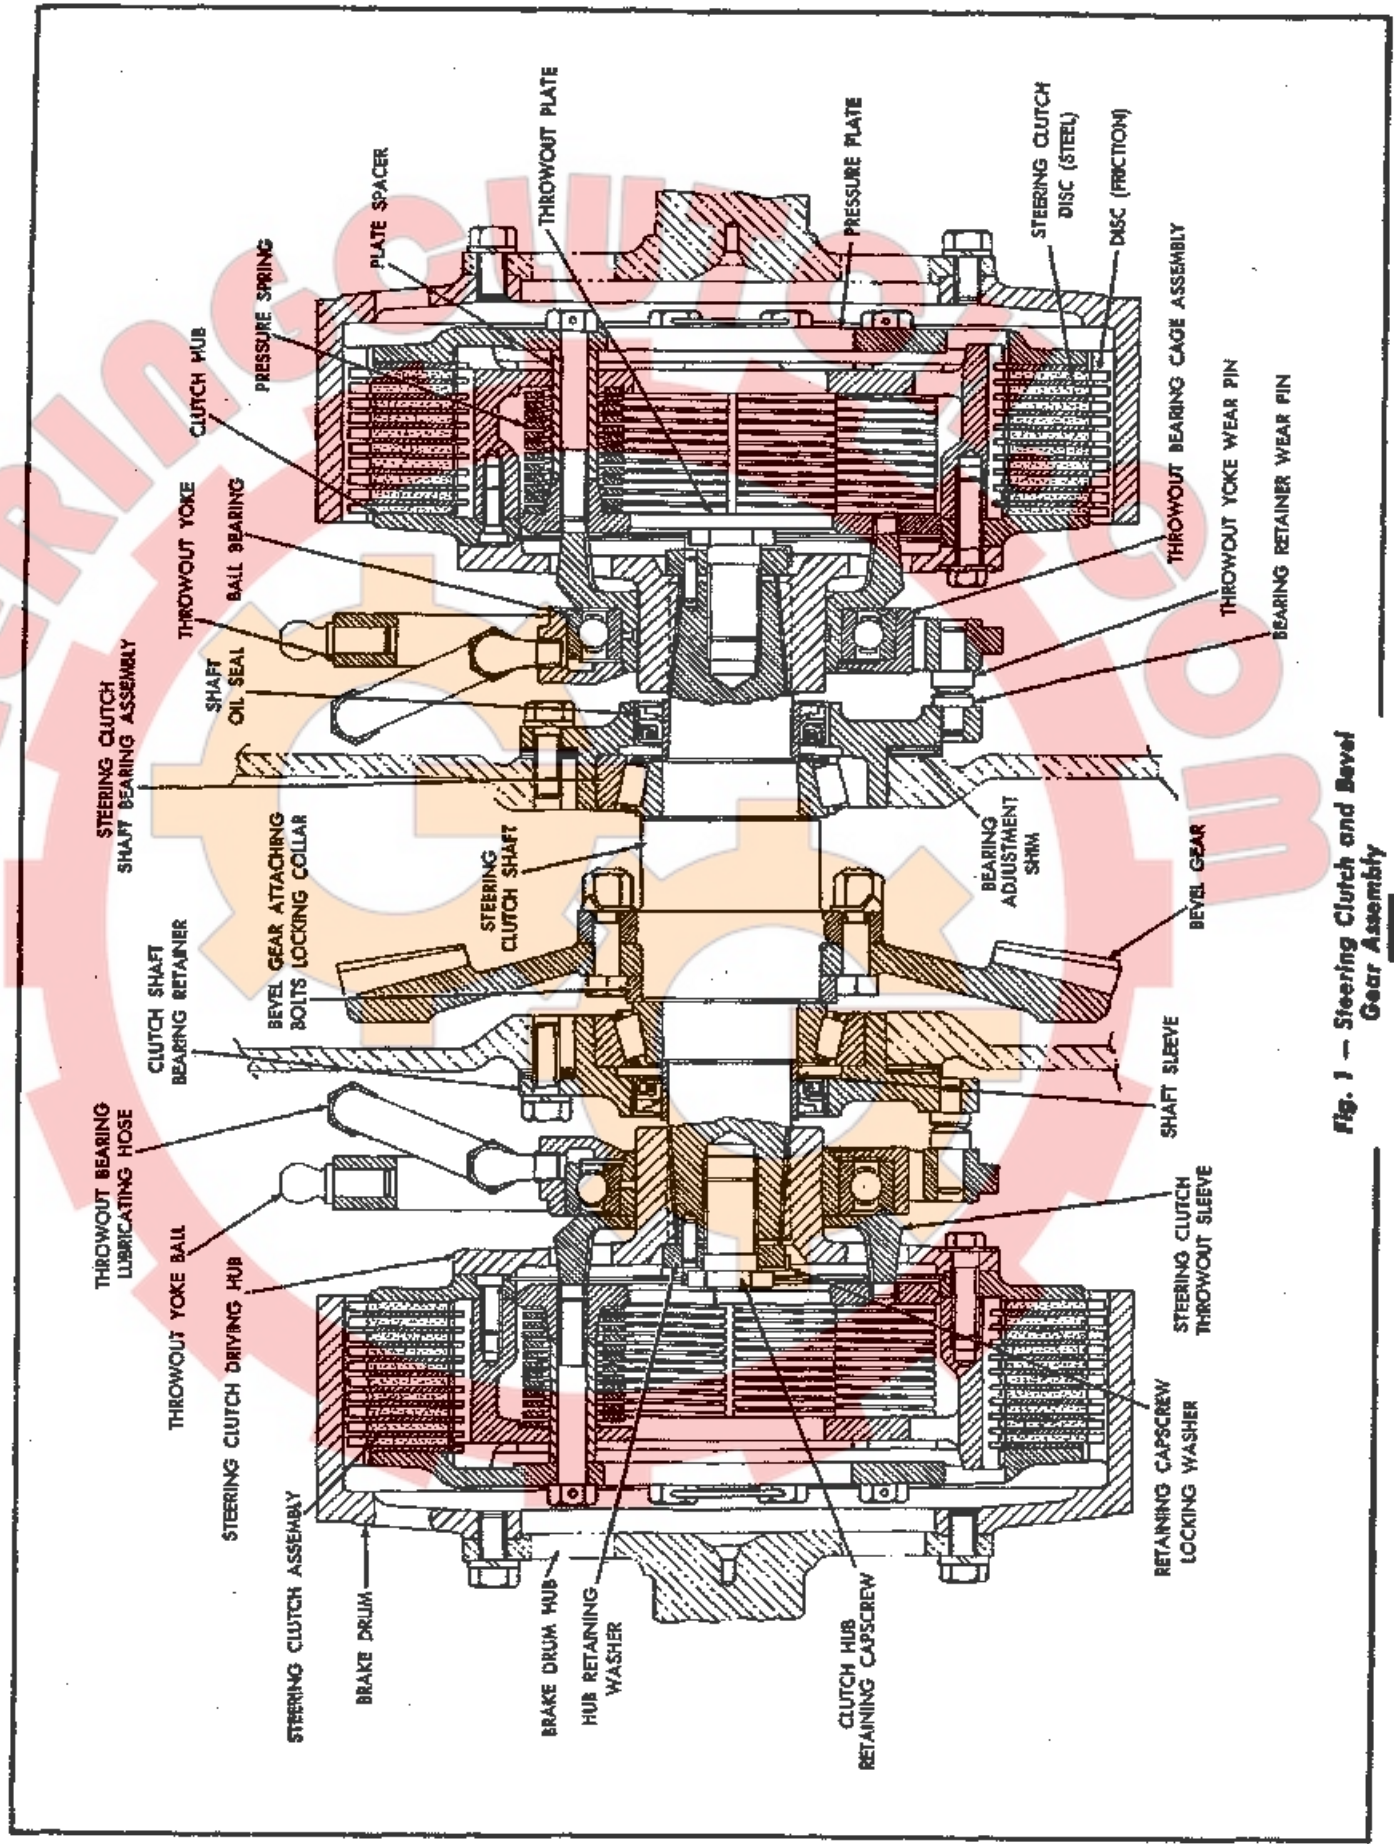 THROWOUT BEARING
LUBRICATING HOSE
CLUTCH SHAFT
BEARING RETAINER
STEERING CLUTCH
SHAFT BEARING ASSEMBLY
THROWOUT YOKE BALL
STEERING CLUTCH DRIVING HUB
BEVEL GEAR ATTACHING
BOLTS LOCKING COLLAR
SHAFT
OIL SEAL
THROWOUT YOKE
BALL BEARING
CLUTCH HUB
PRESSURE SPRING
PLATE SPACER
STEERING CLUTCH ASSEMBLY
BRAKE DRUM
STEERING
CLUTCH SHAFT
THROWOUT PLATE
BRAKE DRUM HUB
HUB RETAINING
WASHER
CLUTCH HUB
RETAINING CAPSCREW
PRESSURE PLATE
BEARING
ADJUSTMENT
SHIM
STEERING CLUTCH
DISC (STEEL)
DISC (FRICTION)
RETAINING CAPSCREW
LOCKING WASHER
STEERING CLUTCH
THROWOUT SLEEVE
SHAFT SLEEVE
BEVEL GEAR
THROWOUT BEARING CAGE ASSEMBLY
THROWOUT YOKE WEAR PIN
BEARING RETAINER WEAR PIN
Fig. 1 — Steering Clutch and Bevel
Gear Assembly